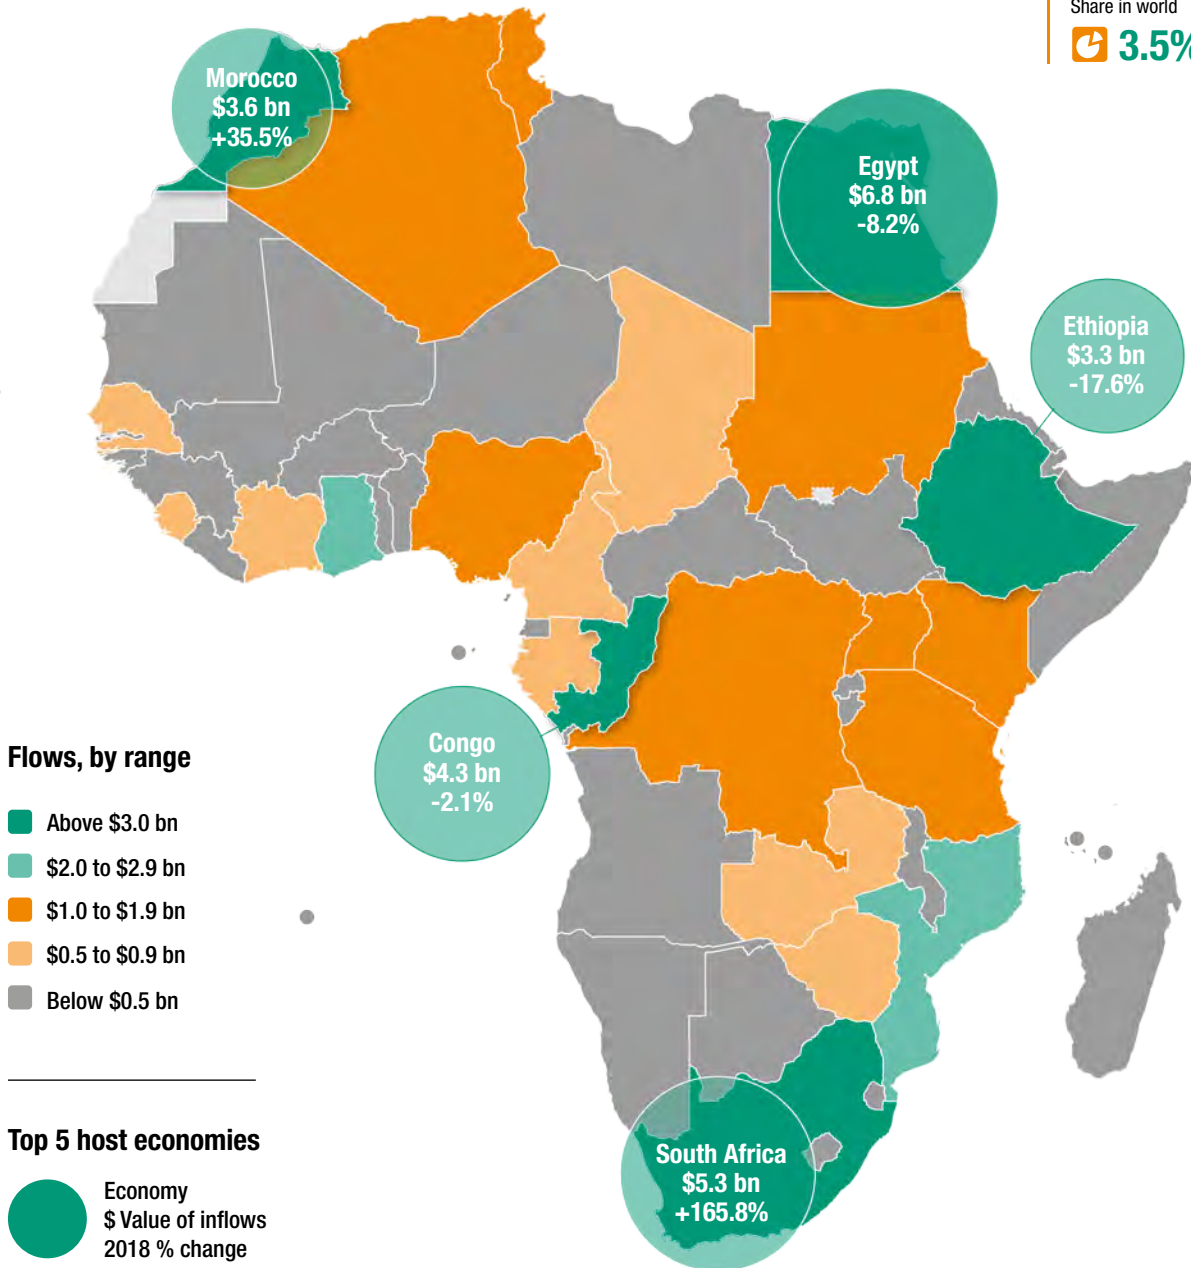 Share in world
3.5%
Morocco
$3.6 bn
+35.5%
Egypt
$6.8 bn
-8.2%
Ethiopia
$3.3 bn
-17.6%
Congo
$4.3 bn
-2.1%
Flows, by range
Above $3.0 bn
$2.0 to $2.9 bn
$1.0 to $1.9 bn
$0.5 to $0.9 bn
Below $0.5 bn
Top 5 host economies
Economy
$ Value of inflows
2018 % change
South Africa
$5.3 bn
+165.8%